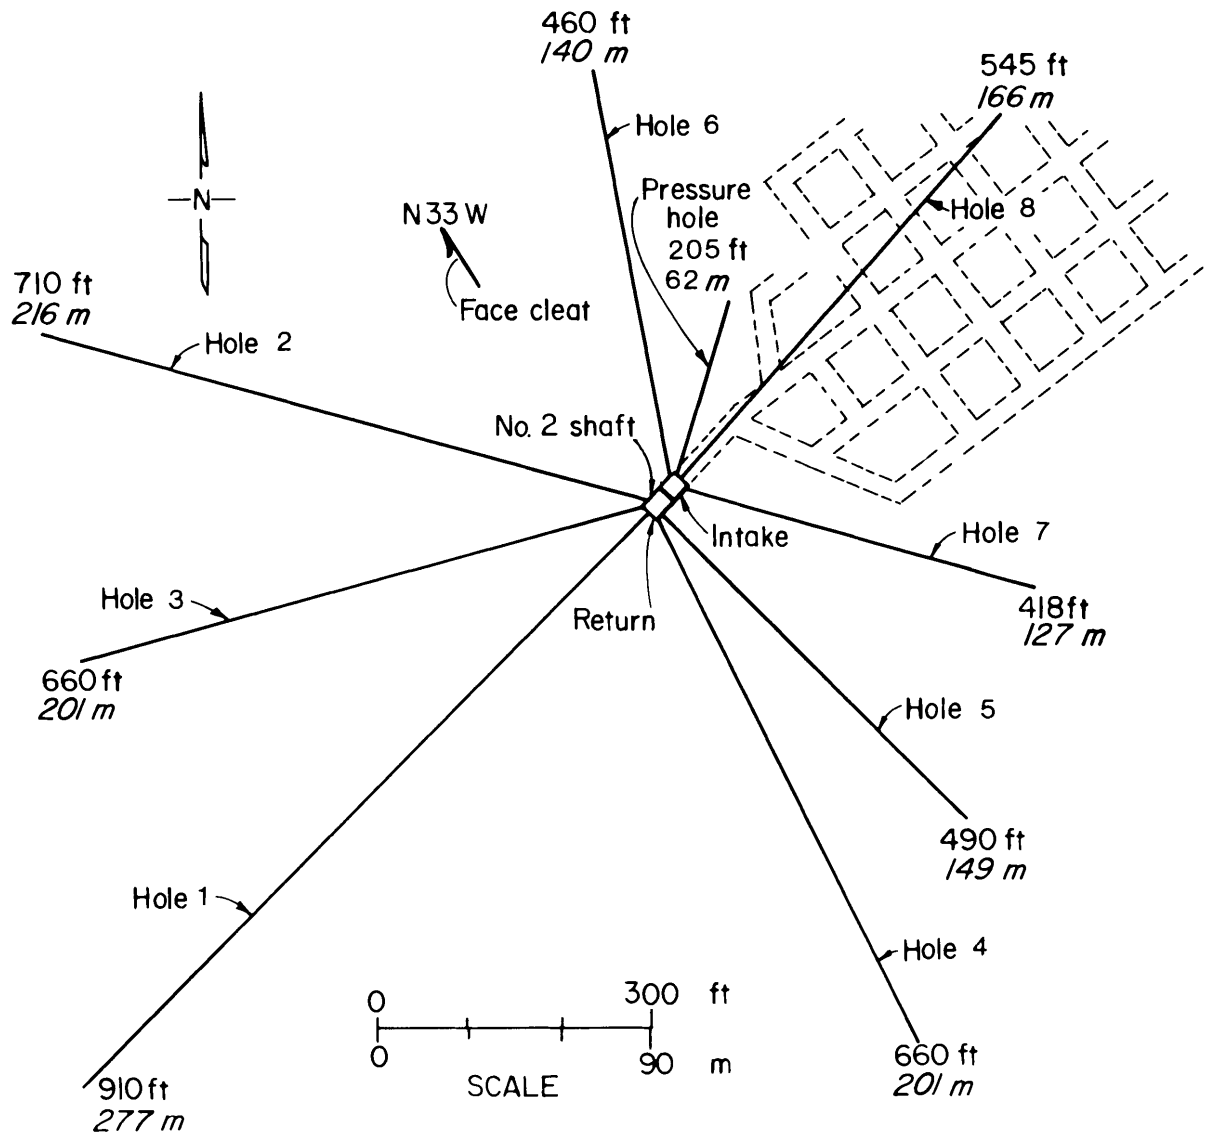 460 ft
140 m
545 ft
166 m
Hole 6
Pressure
hole
205 ft
62 m
Hole 8
N
N 33 W
Face cleat
710 ft
216 m
Hole 2
No. 2 shaft
Intake
Hole 7
418 ft
127 m
Return
Hole 3
660 ft
201 m
Hole 5
490 ft
149 m
Hole 1
Hole 4
0 300 ft
0 90 m
SCALE
660 ft
201 m
910 ft
277 m